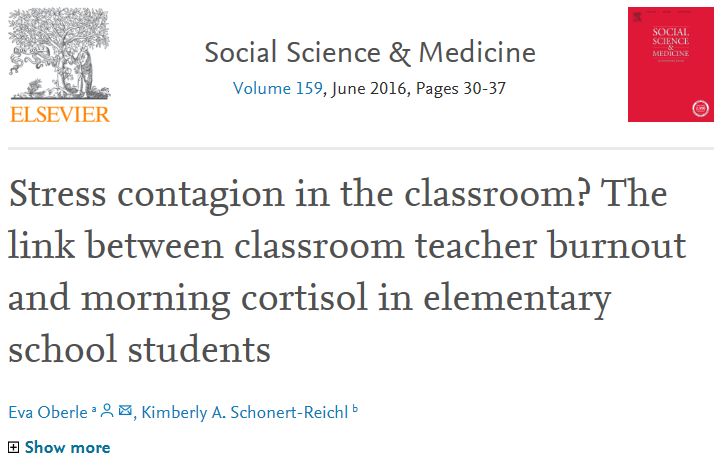 Social Science & Medicine
Volume 159, June 2016, Pages 30-37
ELSEVIER
SOCIAL
SCIENCE
&
MEDICINE
Stress contagion in the classroom? The
link between classroom teacher burnout
and morning cortisol in elementary
school students
Eva Oberle a, Kimberly A. Schonert-Reichl b
Show more